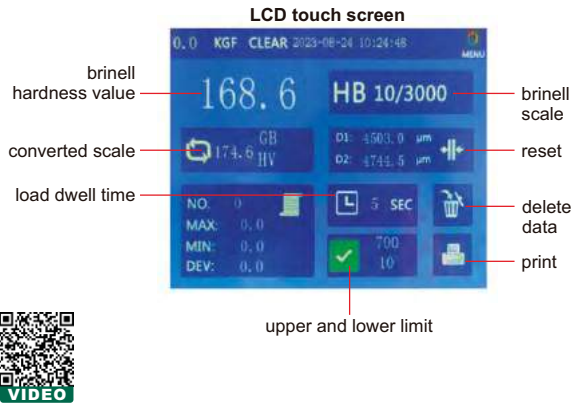 LCD touch screen
0.0 KGF CLEAR 2023-08-24 10:24:48
MENU
brinell
hardness value
168.6
HB 10/3000
brinell
scale
converted scale
174.6 GB
HV
D1: 4503.0 µm
D2: 4744.5 µm
reset
load dwell time
NO. 0
MAX: 0.0
MIN: 0.0
DEV: 0.0
5 SEC
delete
data
700
10
print
upper and lower limit
VIDEO